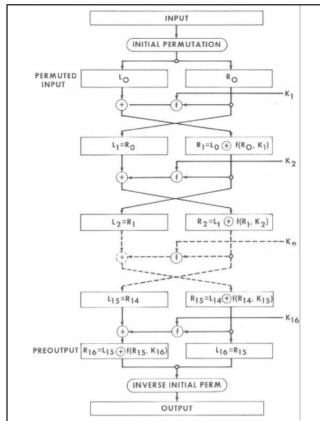 INPUT
INITIAL PERMUTATION
PERMUTED INPUT
L0 R0
K1
+ f
L1=R0 R1=L0 + f(R0, K1)
K2
+ f
L2=R1 R2=L1 + f(R1, K2)
Kn
+ f
L15=R14 R15=L14 + f(R14, K15)
K16
+ f
PREOUTPUT R16=L15 + f(R15, K16) L16=R15
INVERSE INITIAL PERM
OUTPUT